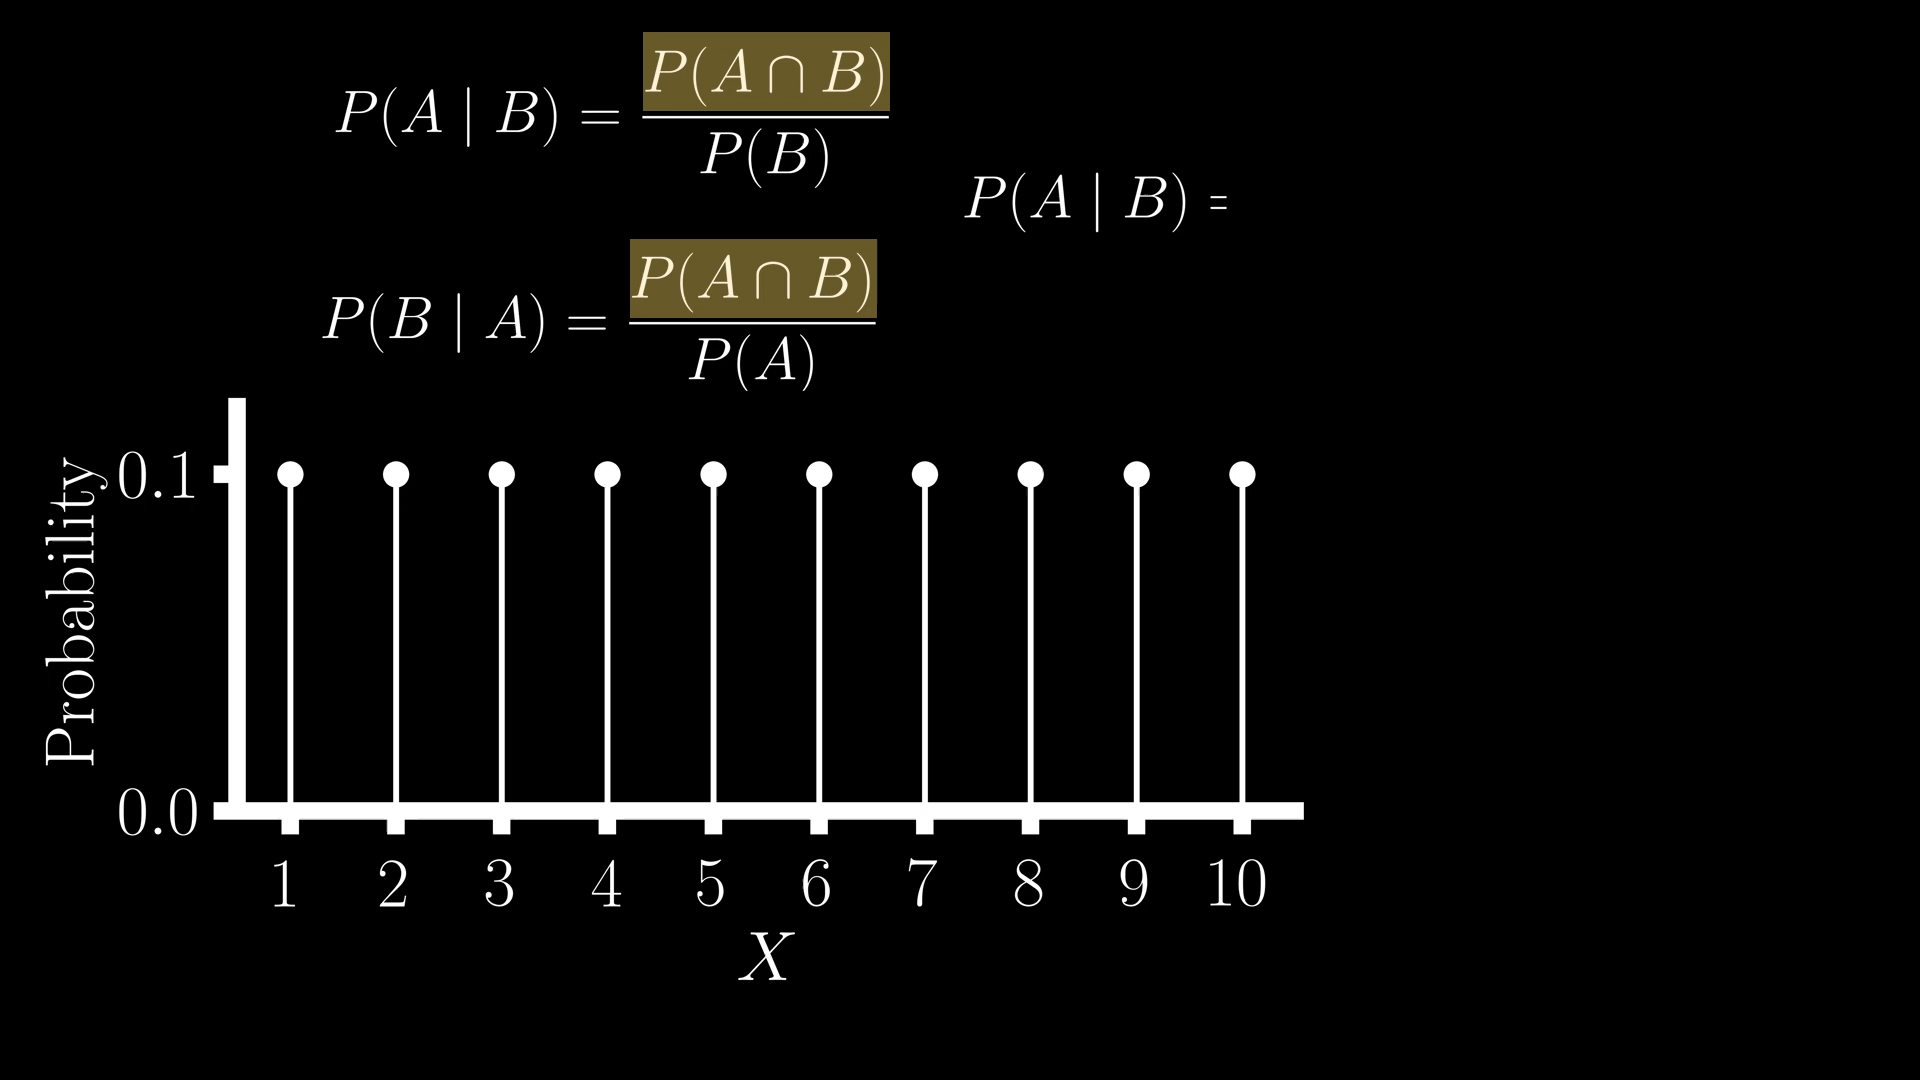 P(A | B) = P(A ∩ B) / P(B)
P(A | B) =
P(B | A) = P(A ∩ B) / P(A)
Probability
0.1
0.0
1 2 3 4 5 6 7 8 9 10
X